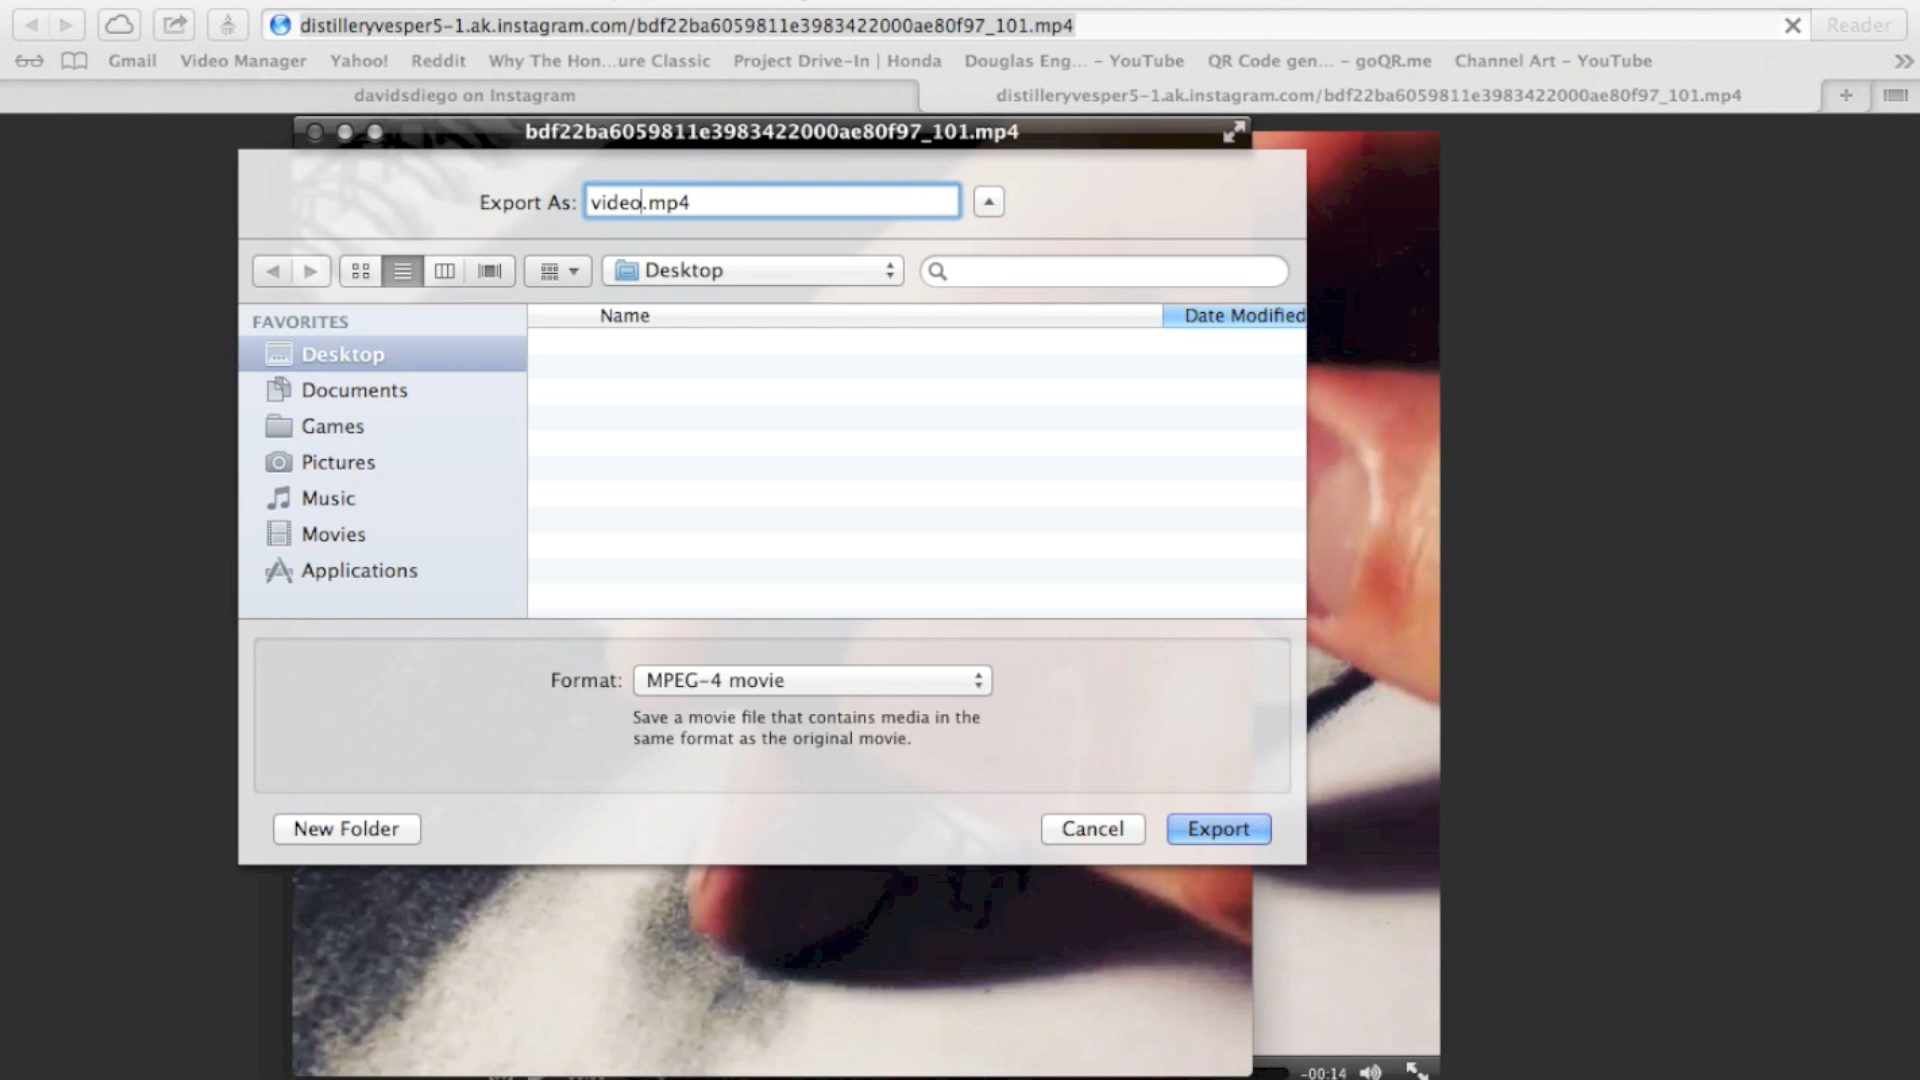 distilleryvesper5-1.ak.instagram.com/bdf22ba6059811e3983422000ae80f97_101.mp4
Reader
Gmail Video Manager Yahoo! Reddit Why The Hon...ure Classic Project Drive-In | Honda Douglas Eng... - YouTube QR Code gen... - goQR.me Channel Art - YouTube
davidsdiego on Instagram
distilleryvesper5-1.ak.instagram.com/bdf22ba6059811e3983422000ae80f97_101.mp4
bdf22ba6059811e3983422000ae80f97_101.mp4
Export As: video.mp4
Desktop
FAVORITES
Name
Date Modified
Desktop
Documents
Games
Pictures
Music
Movies
Applications
Format: MPEG-4 movie
Save a movie file that contains media in the
same format as the original movie.
New Folder
Cancel
Export
-00:14